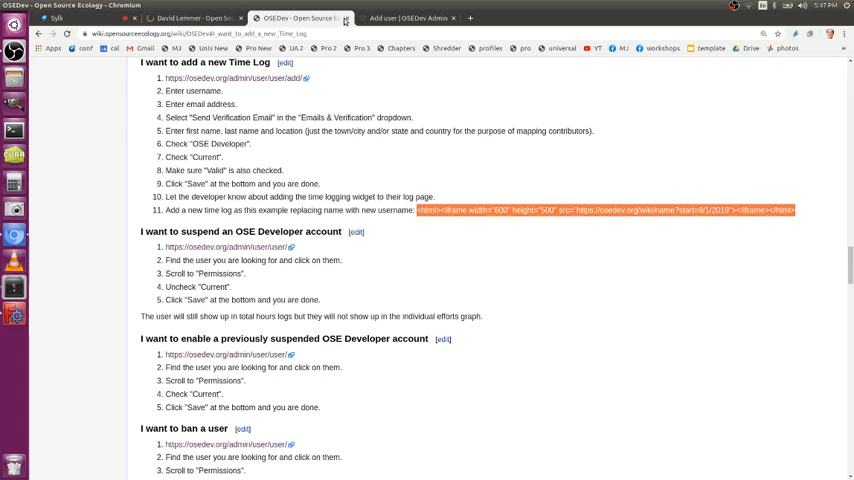 OSEDev - Open Source Ecology - Chromium
5:47 PM
Sylk
David Lemmer - Open Sou
OSEDev - Open Source E
Add user | OSEDev Admin
wiki.opensourceecology.org/wiki/OSEDev#I_want_to_add_a_new_Time_Log
Apps conf cal Gmail MJ Univ New Pro New UA 2 Pro 2 Pro 3 Chapters Shredder profiles pro universal YT MJ workshops template Drive photos
I want to add a new Time Log [edit]
1. https://osedev.org/admin/user/user/add/
2. Enter username.
3. Enter email address.
4. Select "Send Verification Email" in the "Emails & Verification" dropdown.
5. Enter first name, last name and location (just the town/city and/or state and country for the purpose of mapping contributors).
6. Check "OSE Developer".
7. Check "Current".
8. Make sure "Valid" is also checked.
9. Click "Save" at the bottom and you are done.
10. Let the developer know about adding the time logging widget to their log page.
11. Add a new time log as this example replacing name with new username: <html><iframe width="600" height="500" src="https://osedev.org/wiki/name?start=9/1/2019"></iframe></html>
I want to suspend an OSE Developer account [edit]
1. https://osedev.org/admin/user/user/
2. Find the user you are looking for and click on them.
3. Scroll to "Permissions".
4. Uncheck "Current".
5. Click "Save" at the bottom and you are done.
The user will still show up in total hours logs but they will not show up in the individual efforts graph.
I want to enable a previously suspended OSE Developer account [edit]
1. https://osedev.org/admin/user/user/
2. Find the user you are looking for and click on them.
3. Scroll to "Permissions".
4. Check "Current".
5. Click "Save" at the bottom and you are done.
I want to ban a user [edit]
1. https://osedev.org/admin/user/user/
2. Find the user you are looking for and click on them.
3. Scroll to "Permissions".